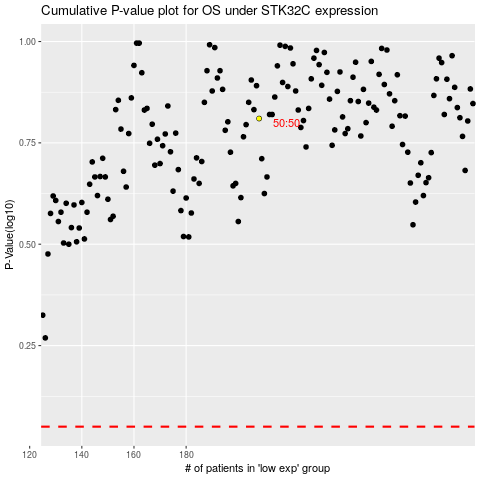 Cumulative P-value plot for OS under STK32C expression
1.00
0.75
0.50
0.25
P-Value(log10)
50:50
120 140 160 180
# of patients in 'low exp' group